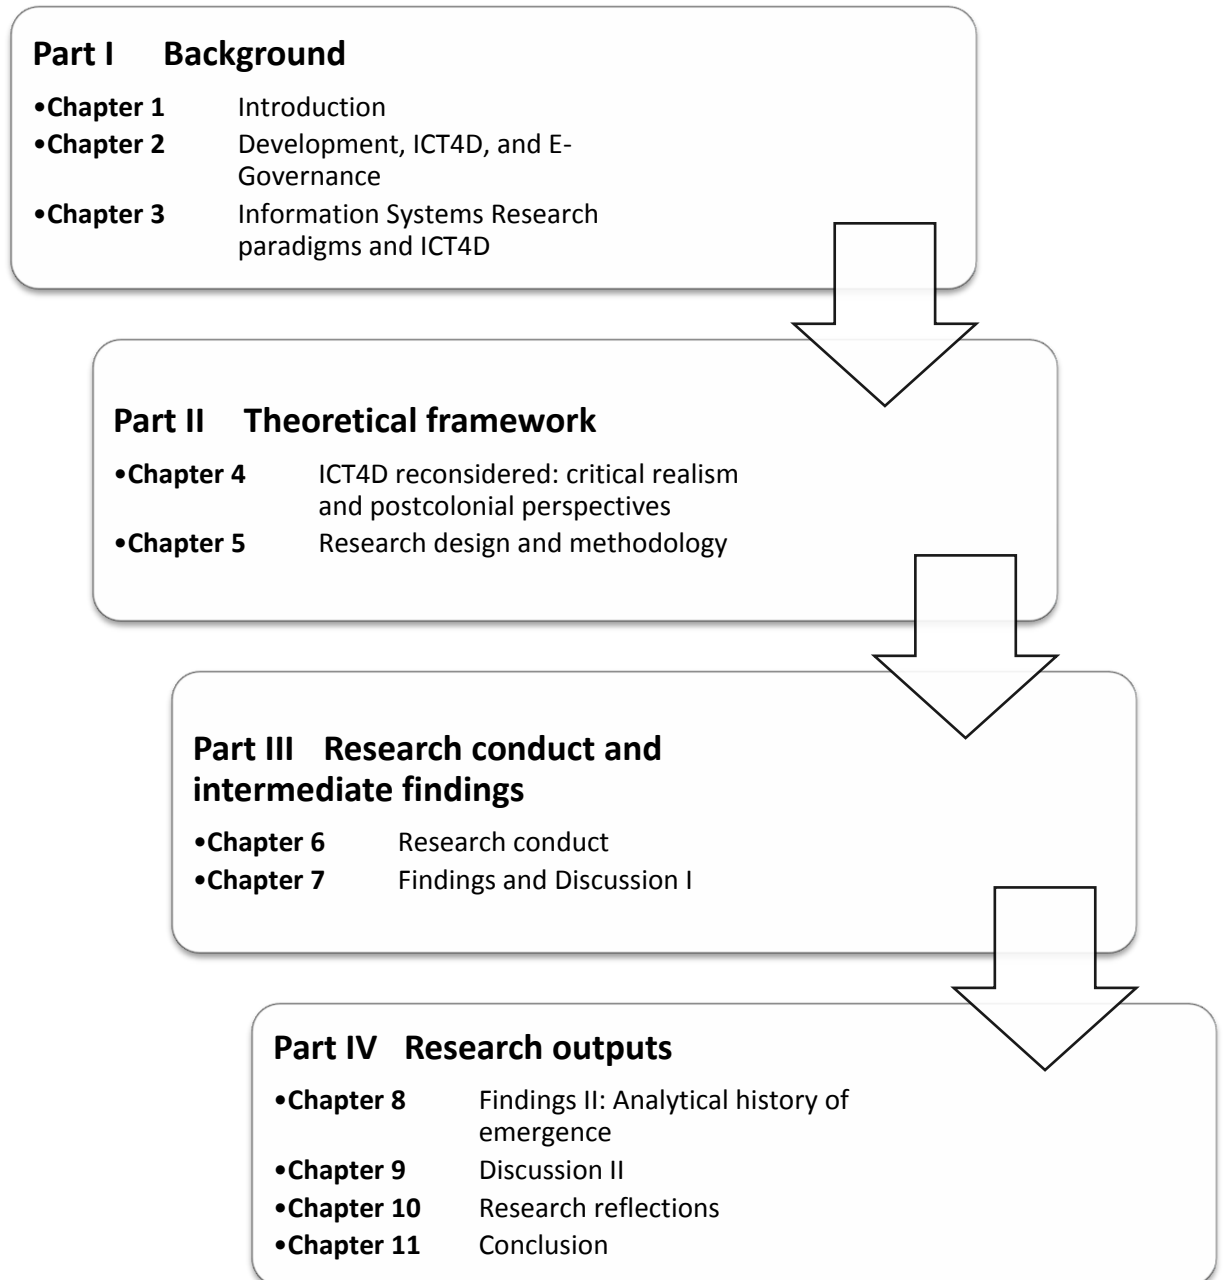 Part I Background
•Chapter 1 Introduction
•Chapter 2 Development, ICT4D, and E-
Governance
•Chapter 3 Information Systems Research
paradigms and ICT4D
Part II Theoretical framework
•Chapter 4 ICT4D reconsidered: critical realism
and postcolonial perspectives
•Chapter 5 Research design and methodology
Part III Research conduct and
intermediate findings
•Chapter 6 Research conduct
•Chapter 7 Findings and Discussion I
Part IV Research outputs
•Chapter 8 Findings II: Analytical history of
emergence
•Chapter 9 Discussion II
•Chapter 10 Research reflections
•Chapter 11 Conclusion